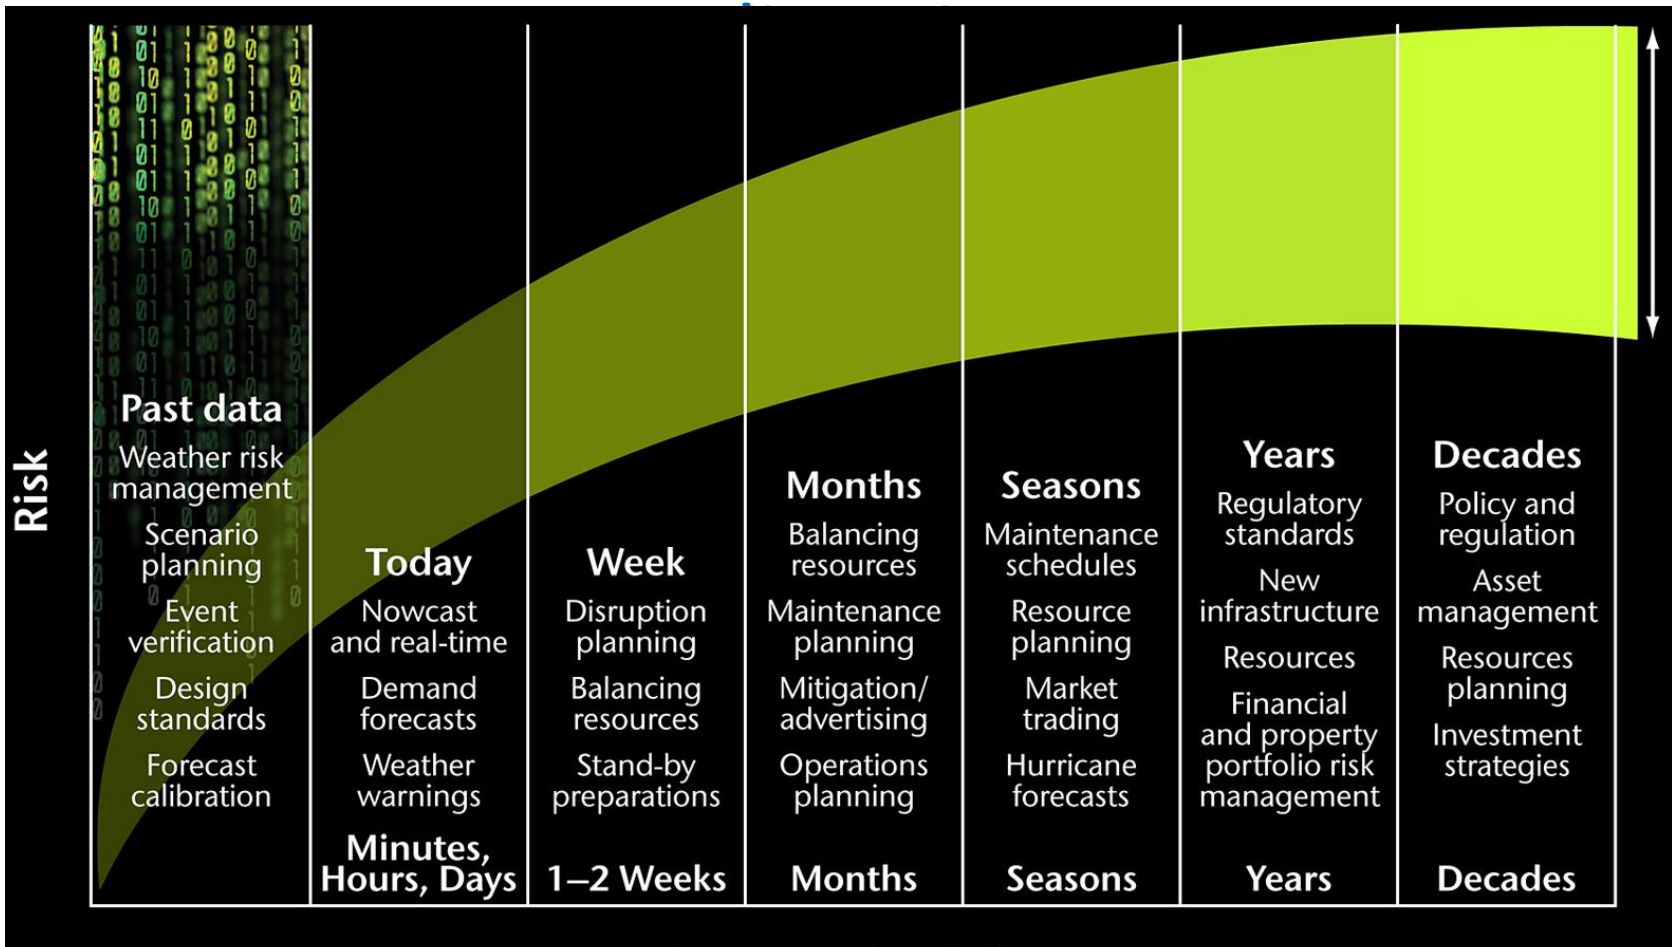 Risk
Past data
Weather risk
management
Scenario
planning
Event
verification
Design
standards
Forecast
calibration
Today
Nowcast
and real-time
Demand
forecasts
Weather
warnings
Minutes,
Hours, Days
Week
Disruption
planning
Balancing
resources
Stand-by
preparations
1–2 Weeks
Months
Balancing
resources
Maintenance
planning
Mitigation/
advertising
Operations
planning
Months
Seasons
Maintenance
schedules
Resource
planning
Market
trading
Hurricane
forecasts
Seasons
Years
Regulatory
standards
New
infrastructure
Resources
Financial
and property
portfolio risk
management
Years
Decades
Policy and
regulation
Asset
management
Resources
planning
Investment
strategies
Decades